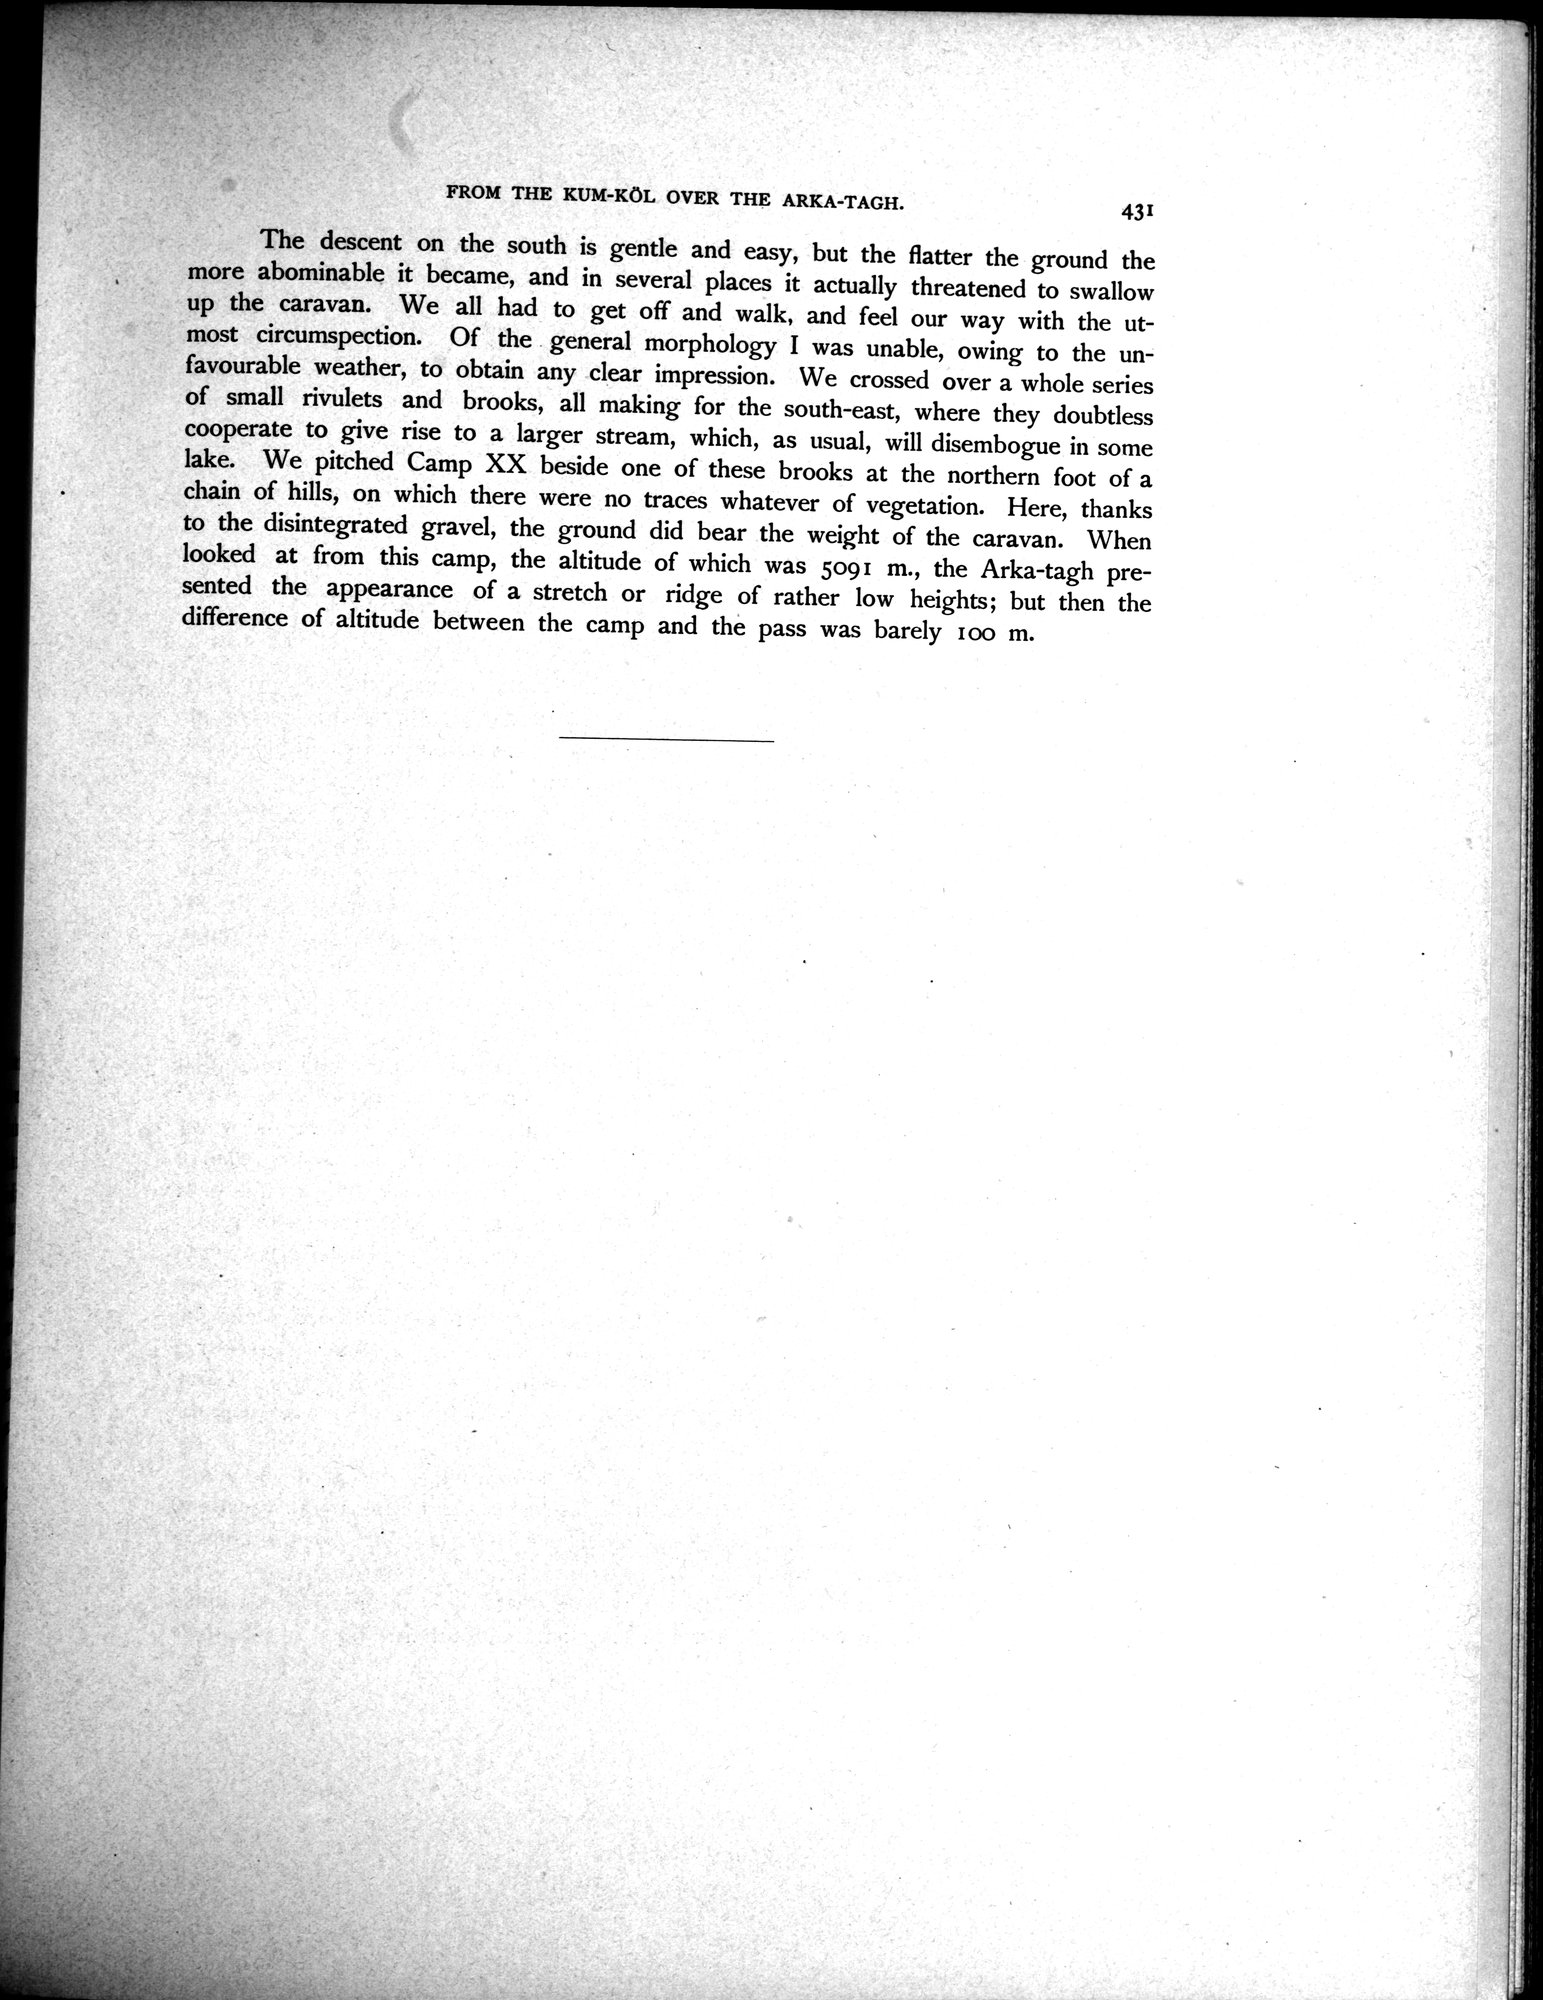 FROM THE KUM-KÖL OVER THE ARKA-TAGH.
431
The descent on the south is gentle and easy, but the flatter the ground the
more abominable it became, and in several places it actually threatened to swallow
up the caravan. We all had to get off and walk, and feel our way with the ut-
most circumspection. Of the general morphology I was unable, owing to the un-
favourable weather, to obtain any clear impression. We crossed over a whole series
of small rivulets and brooks, all making for the south-east, where they doubtless
cooperate to give rise to a larger stream, which, as usual, will disembogue in some
lake. We pitched Camp XX beside one of these brooks at the northern foot of a
chain of hills, on which there were no traces whatever of vegetation. Here, thanks
to the disintegrated gravel, the ground did bear the weight of the caravan. When
looked at from this camp, the altitude of which was 5091 m., the Arka-tagh pre-
sented the appearance of a stretch or ridge of rather low heights; but then the
difference of altitude between the camp and the pass was barely 100 m.